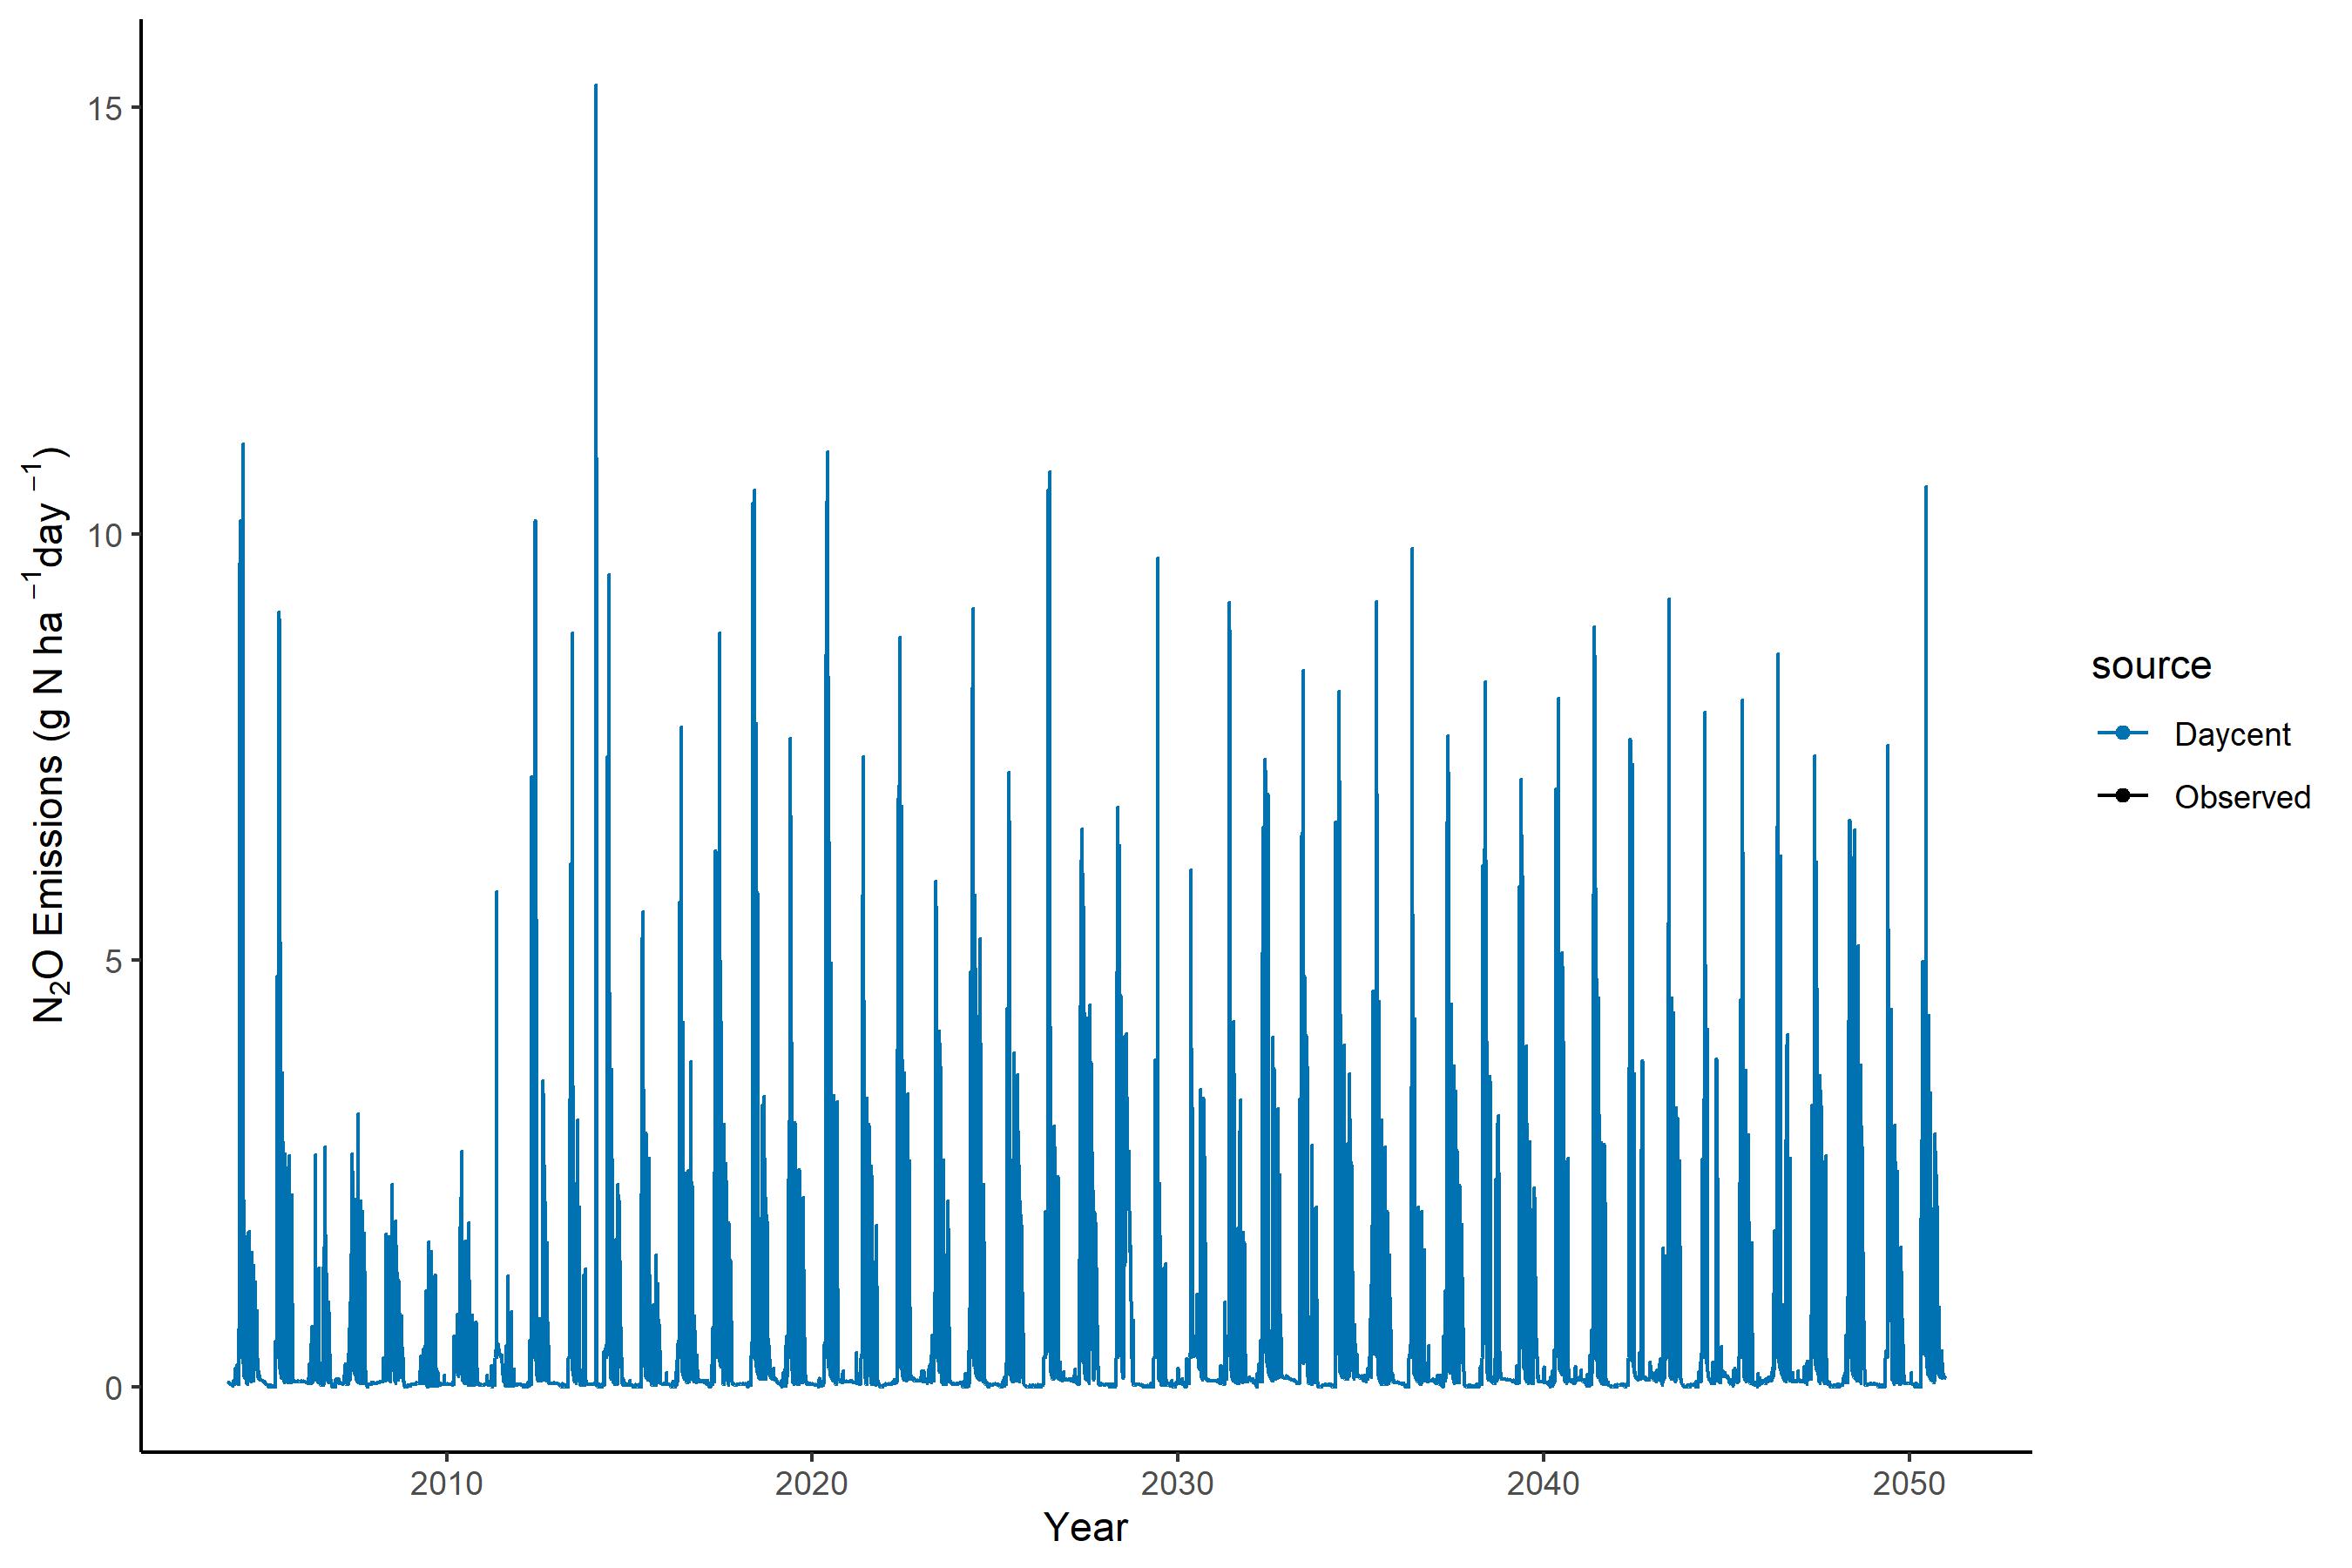 15
10
5
0
N₂O Emissions (g N ha ⁻¹day ⁻¹)
2010 2020 2030 2040 2050
Year
source
Daycent
Observed